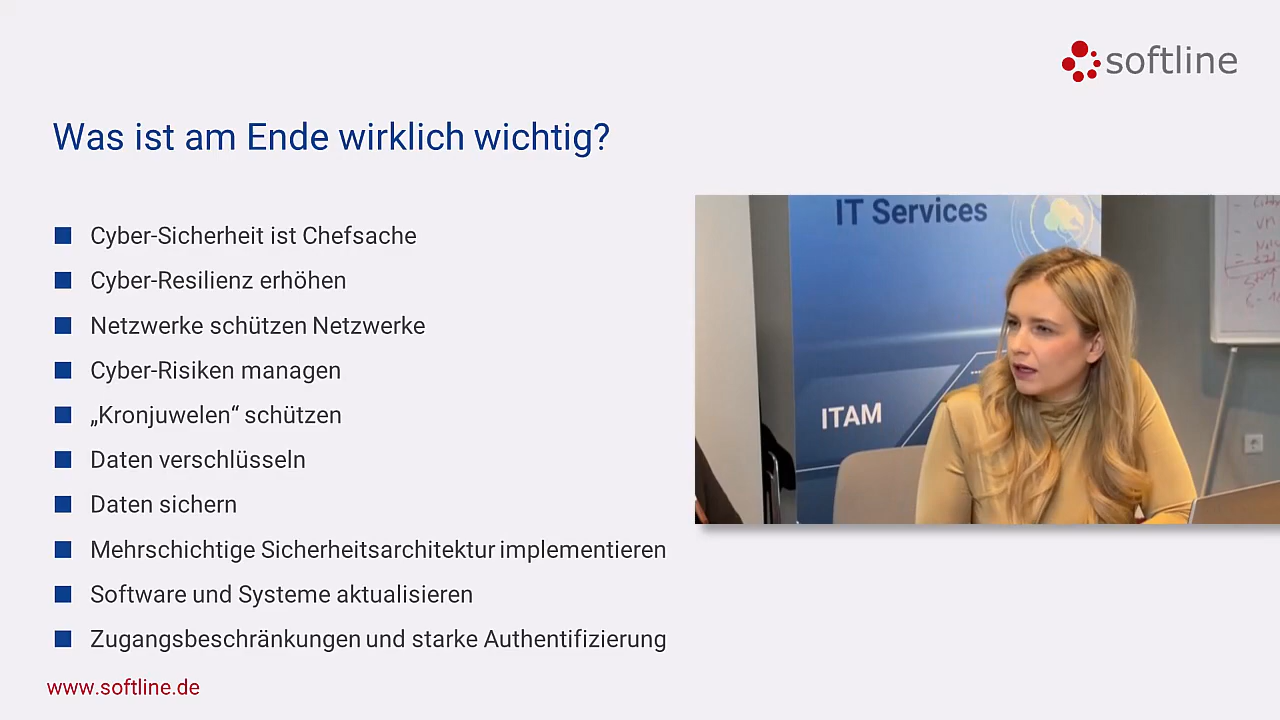 softline
Was ist am Ende wirklich wichtig?
Cyber-Sicherheit ist Chefsache
Cyber-Resilienz erhöhen
Netzwerke schützen Netzwerke
Cyber-Risiken managen
„Kronjuwelen“ schützen
Daten verschlüsseln
Daten sichern
Mehrschichtige Sicherheitsarchitektur implementieren
Software und Systeme aktualisieren
Zugangsbeschränkungen und starke Authentifizierung
www.softline.de
IT Services
ITAM